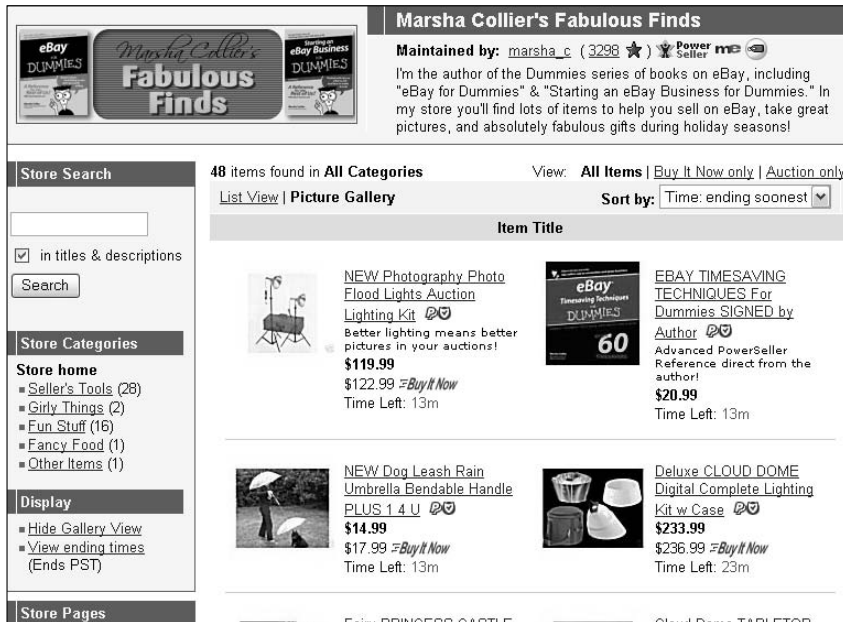 Marsha Collier's Fabulous Finds
eBay
FOR
DUMMIES
Marsha Collier's
Fabulous
Finds
Starting an
eBay Business
FOR
DUMMIES
Maintained by: marsha_c ( 3298 ) Power Seller me
I'm the author of the Dummies series of books on eBay, including
"eBay for Dummies" & "Starting an eBay Business for Dummies." In
my store you'll find lots of items to help you sell on eBay, take great
pictures, and absolutely fabulous gifts during holiday seasons!
Store Search
in titles & descriptions
Search
Store Categories
Store home
Seller's Tools (28)
Girly Things (2)
Fun Stuff (16)
Fancy Food (1)
Other Items (1)
Display
Hide Gallery View
View ending times
(Ends PST)
Store Pages
48 items found in All Categories
View: All Items | Buy It Now only | Auction only
List View | Picture Gallery
Sort by: Time: ending soonest
Item Title
NEW Photography Photo
Flood Lights Auction
Lighting Kit
Better lighting means better
pictures in your auctions!
$119.99
$122.99 Buy It Now
Time Left: 13m
eBay
Timesaving Techniques
FOR
DUMMIES
60
EBAY TIMESAVING
TECHNIQUES For
Dummies SIGNED by
Author
Advanced PowerSeller
Reference direct from the
author!
$20.99
Time Left: 13m
NEW Dog Leash Rain
Umbrella Bendable Handle
PLUS 1 4 U
$14.99
$17.99 Buy It Now
Time Left: 13m
Deluxe CLOUD DOME
Digital Complete Lighting
Kit w Case
$233.99
$236.99 Buy It Now
Time Left: 23m
Fairy PRINCESS CASTLE
Cloud Dome TABLETOP